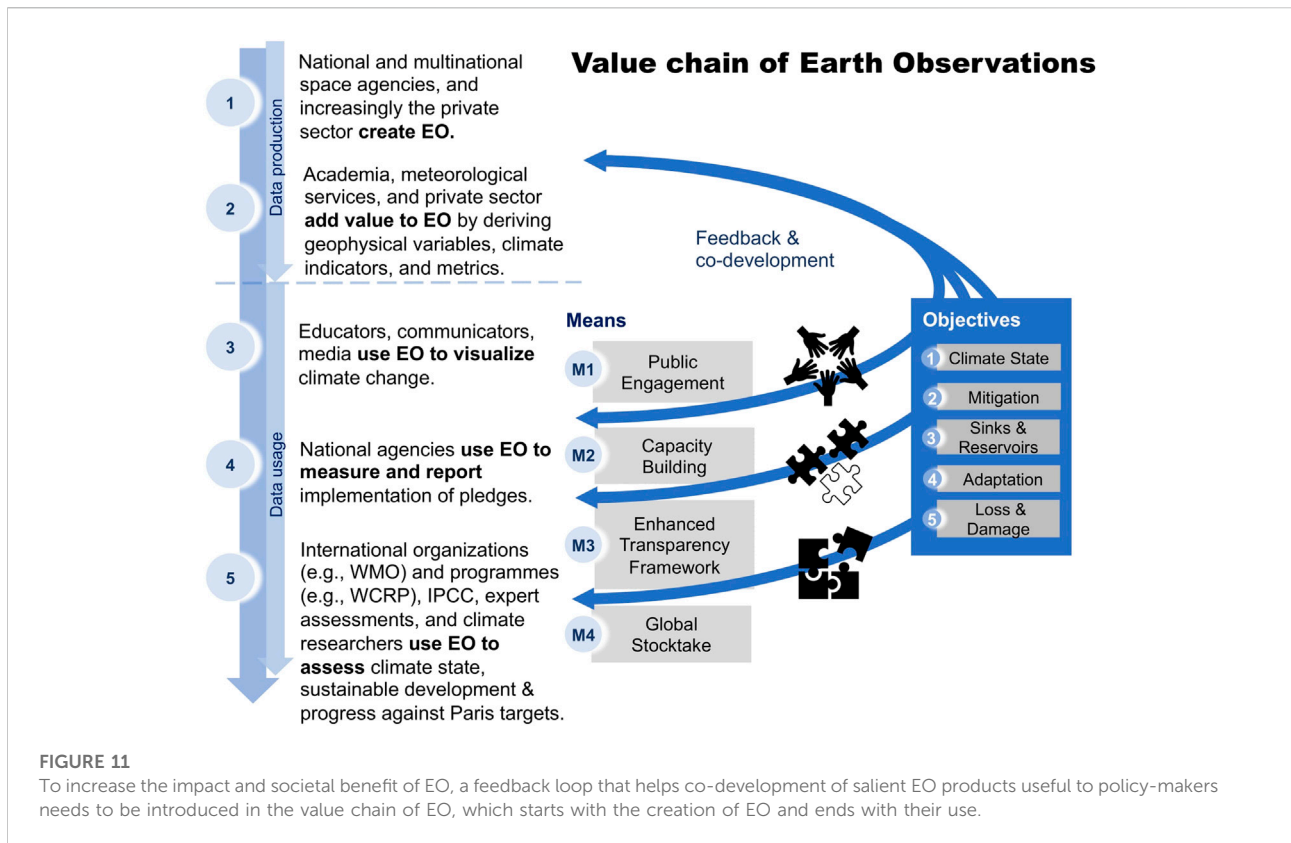 Value chain of Earth Observations
1
National and multinational
space agencies, and
increasingly the private
sector create EO.
Data production
2
Academia, meteorological
services, and private sector
add value to EO by deriving
geophysical variables, climate
indicators, and metrics.
Feedback &
co-development
3
Educators, communicators,
media use EO to visualize
climate change.
Data usage
4
National agencies use EO to
measure and report
implementation of pledges.
5
International organizations
(e.g., WMO) and programmes
(e.g., WCRP), IPCC, expert
assessments, and climate
researchers use EO to
assess climate state,
sustainable development &
progress against Paris targets.
Means
M1
Public
Engagement
M2
Capacity
Building
M3
Enhanced
Transparency
Framework
M4
Global
Stocktake
Objectives
1 Climate State
2 Mitigation
3 Sinks &
Reservoirs
4 Adaptation
5 Loss &
Damage
FIGURE 11
To increase the impact and societal benefit of EO, a feedback loop that helps co-development of salient EO products useful to policy-makers
needs to be introduced in the value chain of EO, which starts with the creation of EO and ends with their use.